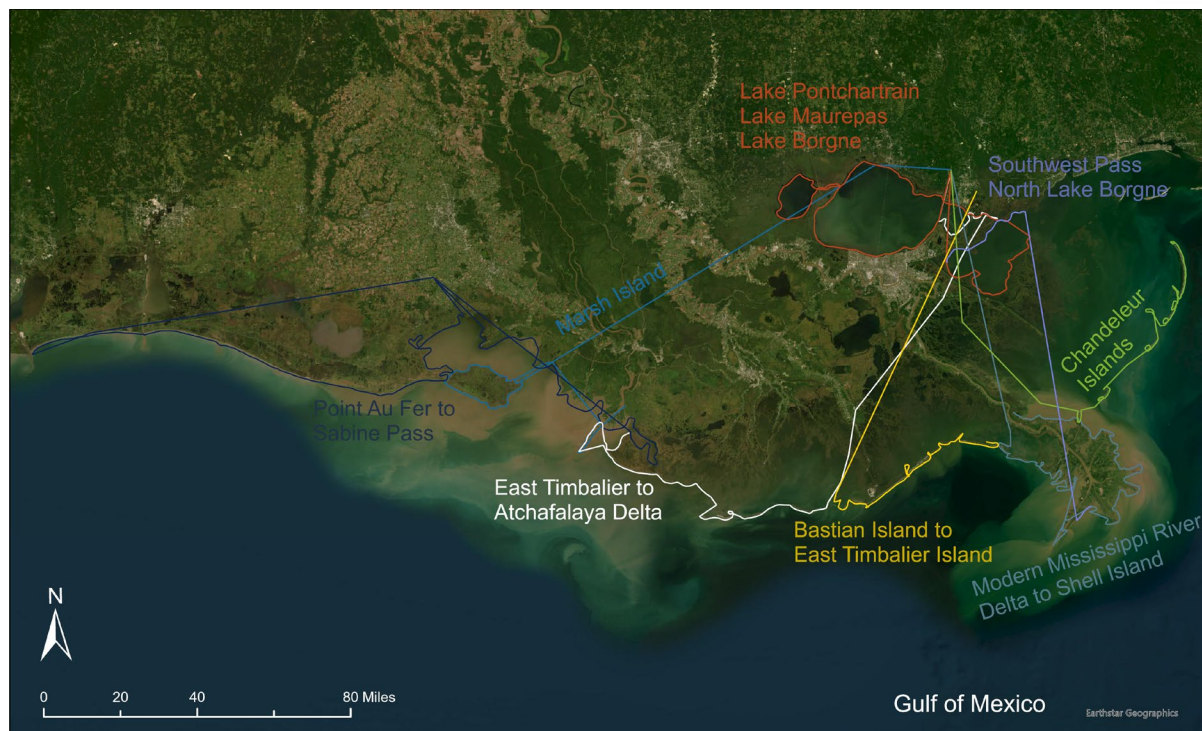 Lake Pontchartrain
Lake Maurepas
Lake Borgne
Southwest Pass
North Lake Borgne
Marsh Island
Chandeleur
Islands
Point Au Fer to
Sabine Pass
East Timbalier to
Atchafalaya Delta
Bastian Island to
East Timbalier Island
Modern Mississippi River
Delta to Shell Island
N
0 20 40 80 Miles
Gulf of Mexico
Earthstar Geographics